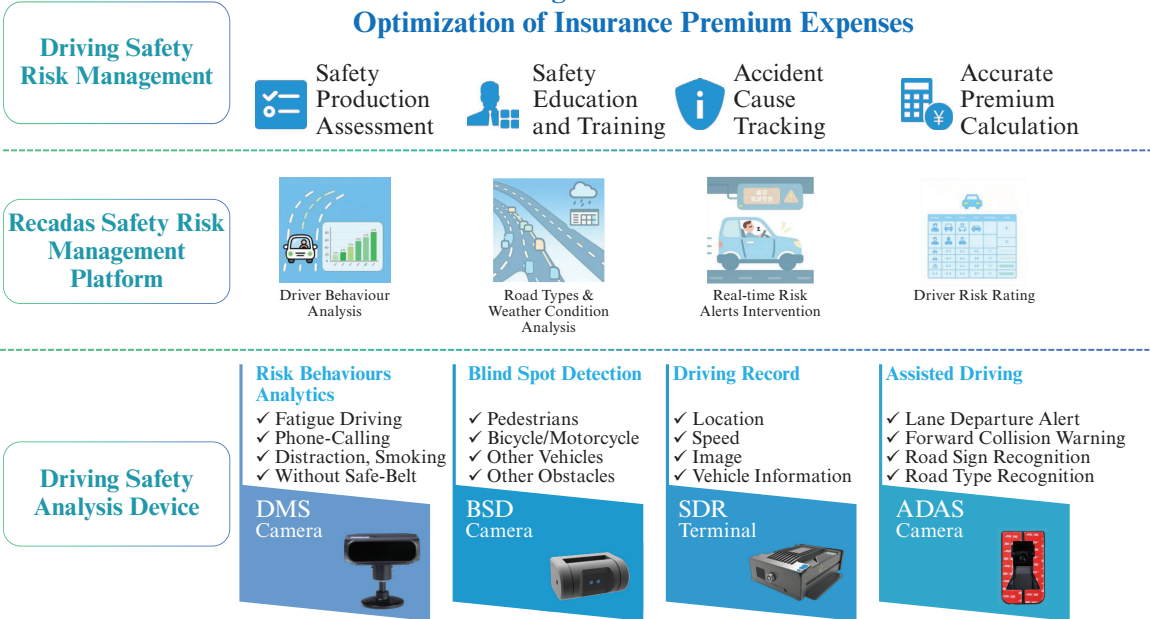 Optimization of Insurance Premium Expenses
Driving Safety
Risk Management
Safety
Production
Assessment
Safety
Education
and Training
Accident
Cause
Tracking
Accurate
Premium
Calculation
Recadas Safety Risk
Management
Platform
Driver Behaviour
Analysis
Road Types &
Weather Condition
Analysis
Real-time Risk
Alerts Intervention
Driver Risk Rating
Driving Safety
Analysis Device
Risk Behaviours
Analytics
✓ Fatigue Driving
✓ Phone-Calling
✓ Distraction, Smoking
✓ Without Safe-Belt
DMS
Camera
Blind Spot Detection
✓ Pedestrians
✓ Bicycle/Motorcycle
✓ Other Vehicles
✓ Other Obstacles
BSD
Camera
Driving Record
✓ Location
✓ Speed
✓ Image
✓ Vehicle Information
SDR
Terminal
Assisted Driving
✓ Lane Departure Alert
✓ Forward Collision Warning
✓ Road Sign Recognition
✓ Road Type Recognition
ADAS
Camera